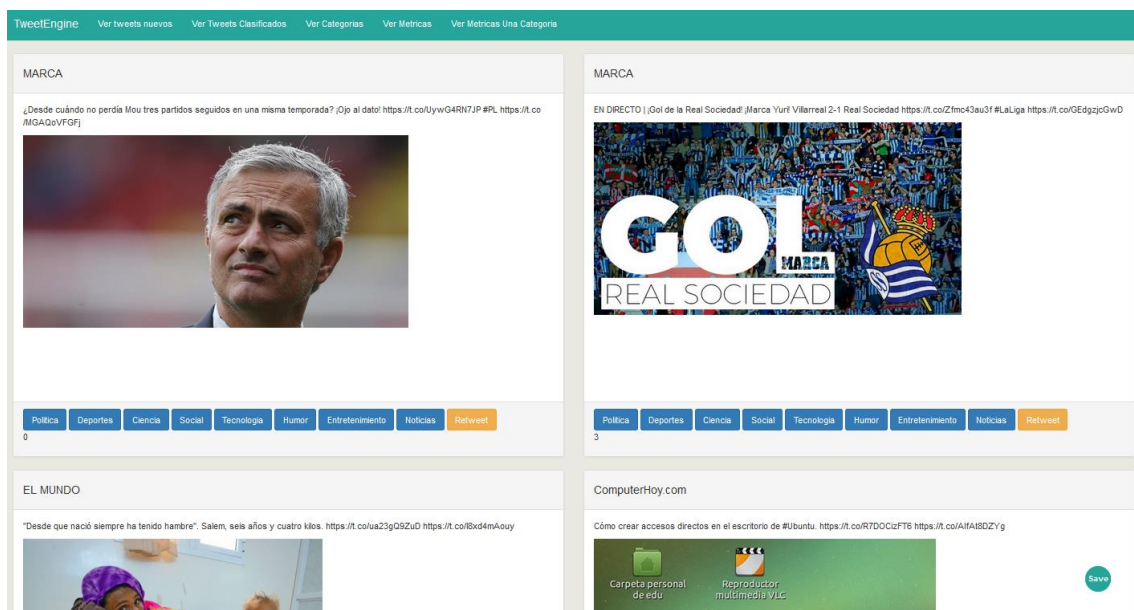 TweetEngine Ver tweets nuevos Ver Tweets Clasificados Ver Categorias Ver Metricas Ver Metricas Una Categoria
MARCA
¿Desde cuándo no perdía Mou tres partidos seguidos en una misma temporada? ¡Ojo al dato! https://t.co/UywG4RN7JP #PL https://t.co
/MGAQoVFGFj
Politica Deportes Ciencia Social Tecnologia Humor Entretenimiento Noticias Retweet
0
MARCA
EN DIRECTO | ¡Gol de la Real Sociedad! ¡Marca Yuri! Villarreal 2-1 Real Sociedad https://t.co/Zfmc43au3f #LaLiga https://t.co/GEdgzjcGwD
GOL
MARCA
REAL SOCIEDAD
Politica Deportes Ciencia Social Tecnologia Humor Entretenimiento Noticias Retweet
3
EL MUNDO
"Desde que nació siempre ha tenido hambre". Salem, seis años y cuatro kilos. https://t.co/ua23gQ9ZuD https://t.co/l8xd4mAouy
ComputerHoy.com
Cómo crear accesos directos en el escritorio de #Ubuntu. https://t.co/R7DOCizFT6 https://t.co/AlfAt8DZYg
Carpeta personal
de edu
Reproductor
multimedia VLC
Save